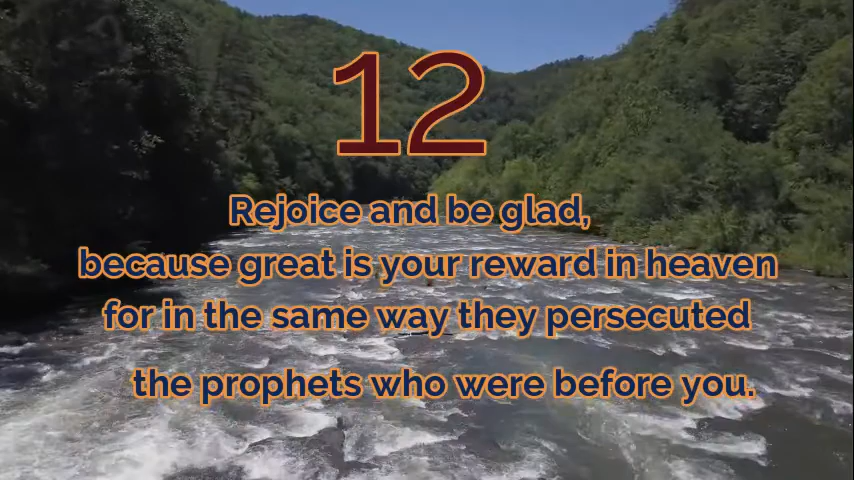 12
Rejoice and be glad,
because great is your reward in heaven
for in the same way they persecuted
the prophets who were before you.